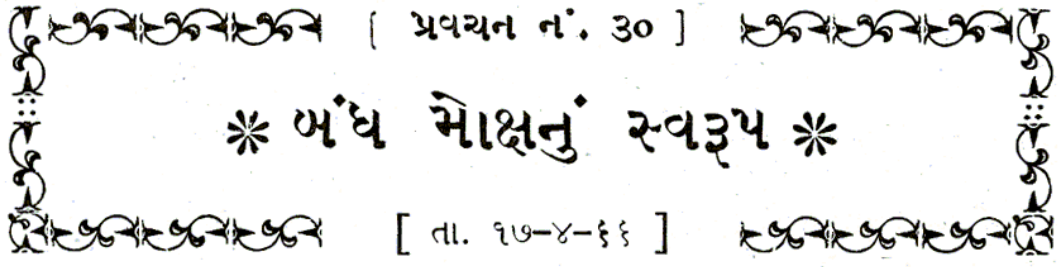 [ પ્રવચન નં. ૩૦ ]
* બંધ મોક્ષનું સ્વરૂપ *
[ તા. ૧૭-૪-૬૬ ]